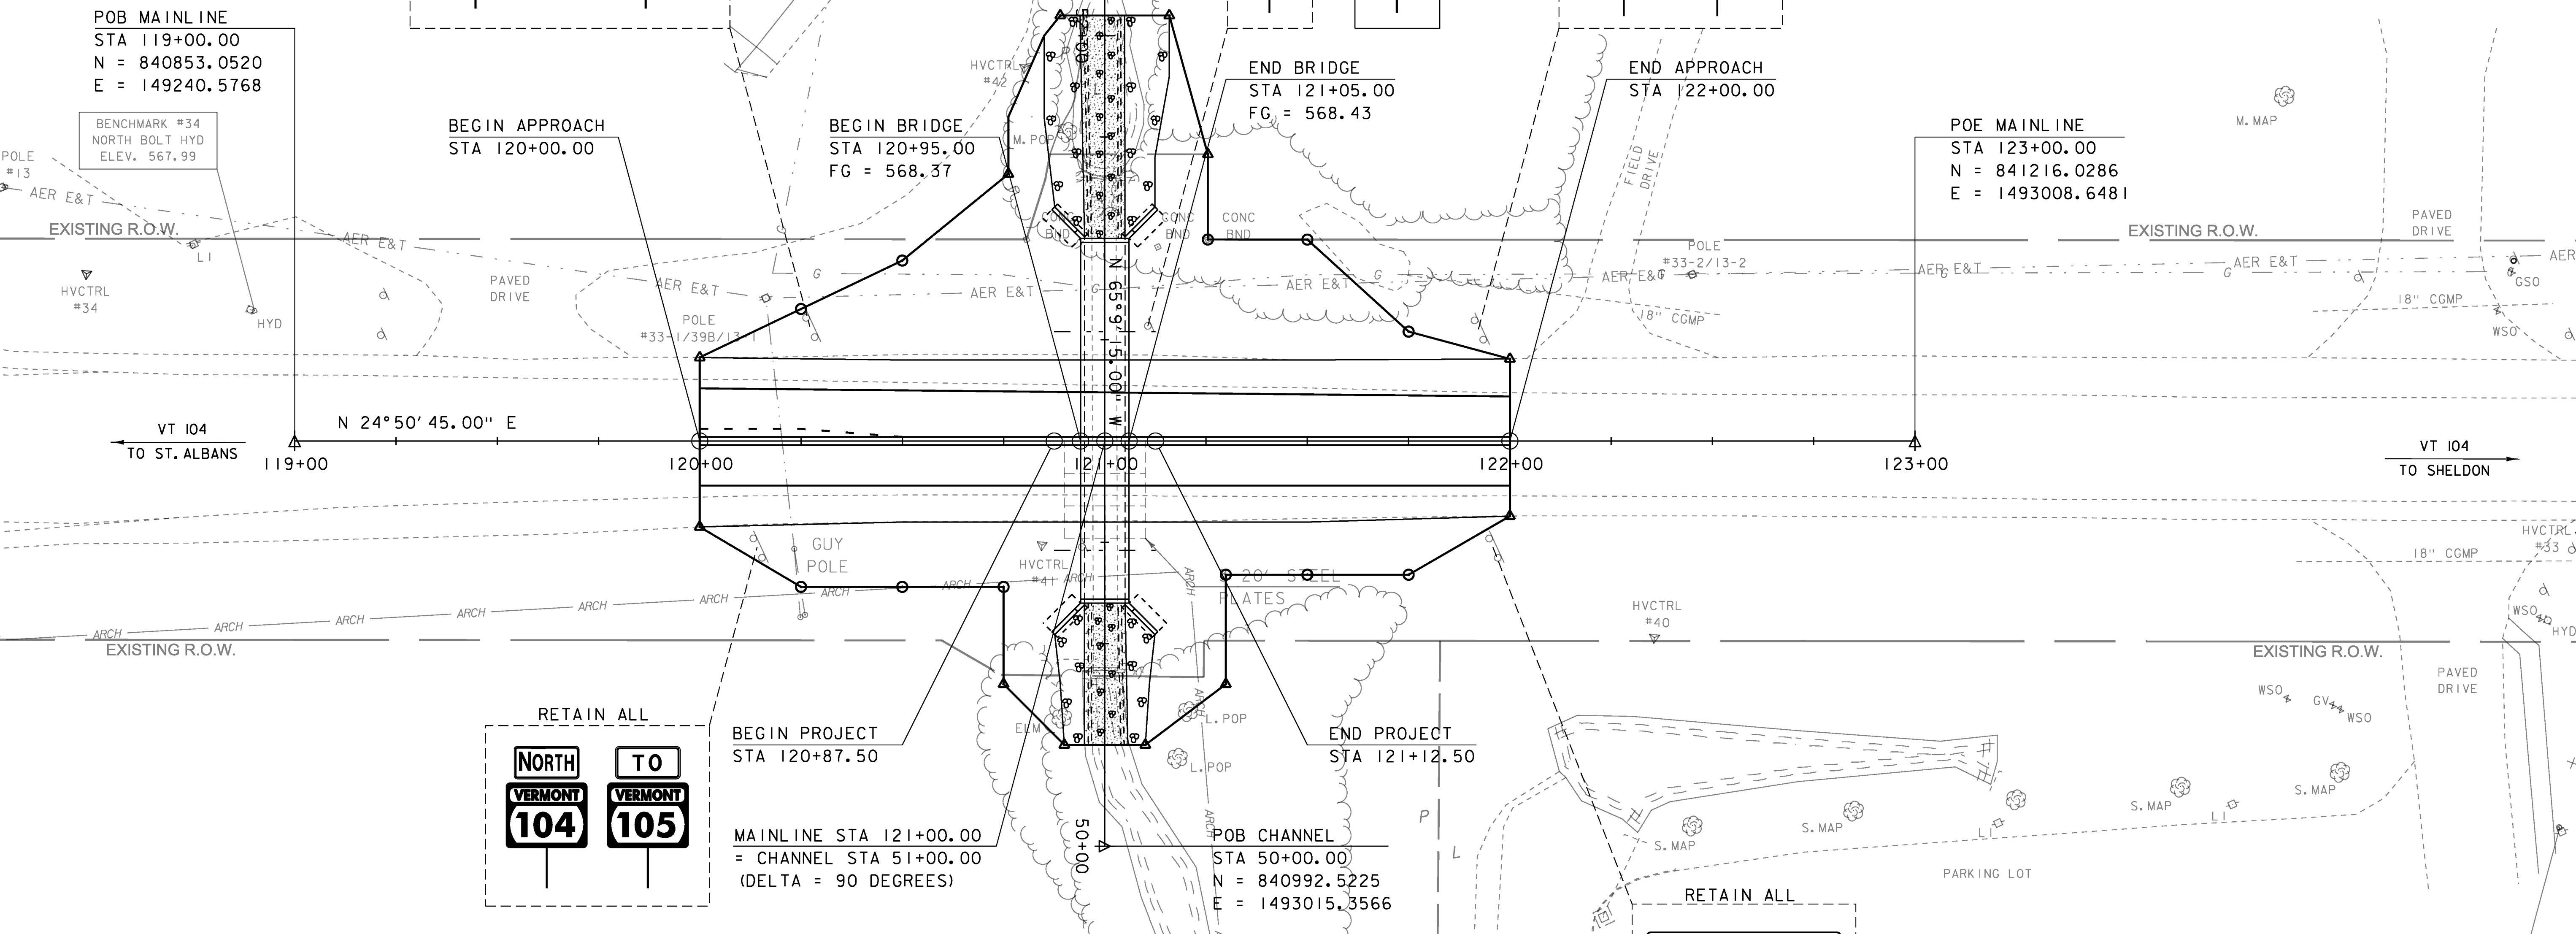 POB MAINLINE
STA 119+00.00
N = 840853.0520
E = 149240.5768
BENCHMARK #34
NORTH BOLT HYD
ELEV. 567.99
POLE
#13
AER E&T
EXISTING R.O.W.
LI
HVCTRL
#34
HYD
AER E&T
PAVED
DRIVE
BEGIN APPROACH
STA 120+00.00
BEGIN BRIDGE
STA 120+95.00
FG = 568.37
HVCTRL
#42
M.POP
END BRIDGE
STA 121+05.00
FG = 568.43
END APPROACH
STA 122+00.00
POE MAINLINE
STA 123+00.00
N = 841216.0286
E = 1493008.6481
M.MAP
FIELD
DRIVE
CONC
BND
CONC
BND
CONC
BND
EXISTING R.O.W.
PAVED
DRIVE
POLE
#33-2/13-2
AER E&T
G
AER E&T
G
AER E&T
G
AER E&T
G
AER E&T
G
AER E&T
AER
GSO
WSO
18" CGMP
18" CGMP
POLE
#33-1/39B/13-1
N 65°9'15.00" W
N 24°50'45.00" E
VT 104
TO ST.ALBANS
119+00
120+00
121+00
122+00
123+00
VT 104
TO SHELDON
GUY
POLE
HVCTRL
#41
20' STEEL
PLATES
ARCH
ARCH
ARCH
ARCH
ARCH
ARCH
ARCH
ARCH
ARCH
ARCH
ARCH
ARCH
EXISTING R.O.W.
HVCTRL
#40
18" CGMP
HVCTRL
#33
WSO
HYD
EXISTING R.O.W.
PAVED
DRIVE
WSO
GV
WSO
RETAIN ALL
NORTH
TO
VERMONT
104
VERMONT
105
BEGIN PROJECT
STA 120+87.50
ELM
L.POP
L.POP
END PROJECT
STA 121+12.50
MAINLINE STA 121+00.00
= CHANNEL STA 51+00.00
(DELTA = 90 DEGREES)
50+00
POB CHANNEL
STA 50+00.00
N = 840992.5225
E = 1493015.3566
P
L
S.MAP
S.MAP
LI
S.MAP
LI
S.MAP
PARKING LOT
RETAIN ALL